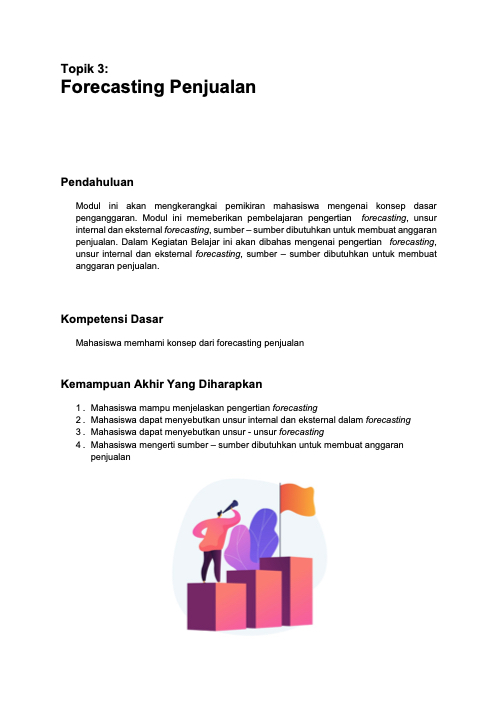 Topik 3:
Forecasting Penjualan
Pendahuluan
Modul ini akan mengkerangkai pemikiran mahasiswa mengenai konsep dasar
penganggaran. Modul ini memeberikan pembelajaran pengertian forecasting, unsur
internal dan eksternal forecasting, sumber – sumber dibutuhkan untuk membuat anggaran
penjualan. Dalam Kegiatan Belajar ini akan dibahas mengenai pengertian forecasting,
unsur internal dan eksternal forecasting, sumber – sumber dibutuhkan untuk membuat
anggaran penjualan.
Kompetensi Dasar
Mahasiswa memhami konsep dari forecasting penjualan
Kemampuan Akhir Yang Diharapkan
1. Mahasiswa mampu menjelaskan pengertian forecasting
2. Mahasiswa dapat menyebutkan unsur internal dan eksternal dalam forecasting
3. Mahasiswa dapat menyebutkan unsur - unsur forecasting
4. Mahasiswa mengerti sumber – sumber dibutuhkan untuk membuat anggaran
penjualan